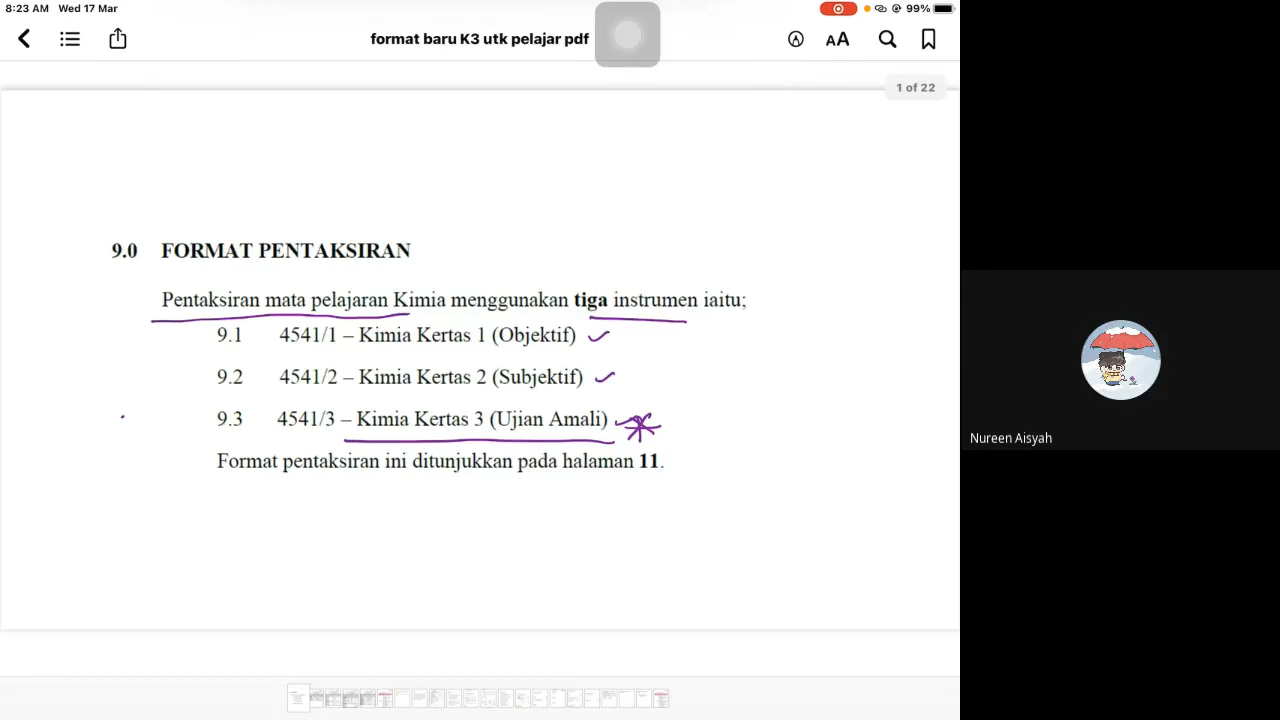 8:23 AM Wed 17 Mar
99%
format baru K3 utk pelajar pdf
AA
1 of 22
9.0 FORMAT PENTAKSIRAN
Pentaksiran mata pelajaran Kimia menggunakan tiga instrumen iaitu;
9.1 4541/1 – Kimia Kertas 1 (Objektif)
9.2 4541/2 – Kimia Kertas 2 (Subjektif)
9.3 4541/3 – Kimia Kertas 3 (Ujian Amali)
Format pentaksiran ini ditunjukkan pada halaman 11.
Nureen Aisyah